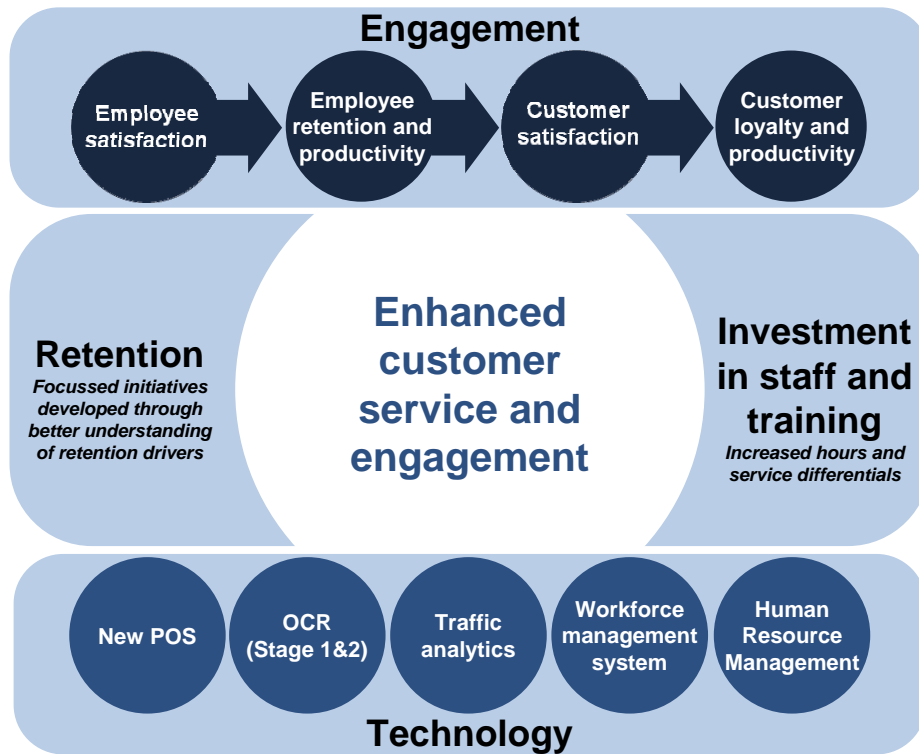 Engagement
Employee
satisfaction
Employee
retention and
productivity
Customer
satisfaction
Customer
loyalty and
productivity
Retention
Focussed initiatives
developed through
better understanding
of retention drivers
Enhanced
customer
service and
engagement
Investment
in staff and
training
Increased hours and
service differentials
New POS
OCR
(Stage 1&2)
Traffic
analytics
Workforce
management
system
Human
Resource
Management
Technology